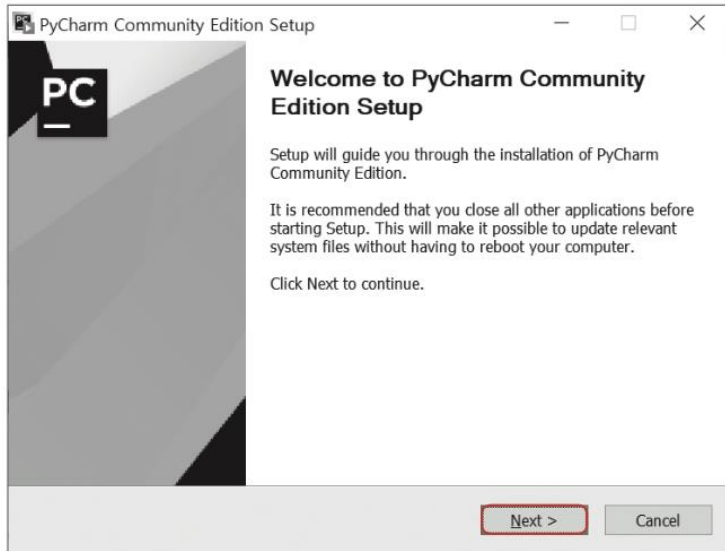 PyCharm Community Edition Setup
PC
Welcome to PyCharm Community
Edition Setup
Setup will guide you through the installation of PyCharm
Community Edition.
It is recommended that you close all other applications before
starting Setup. This will make it possible to update relevant
system files without having to reboot your computer.
Click Next to continue.
Next >
Cancel